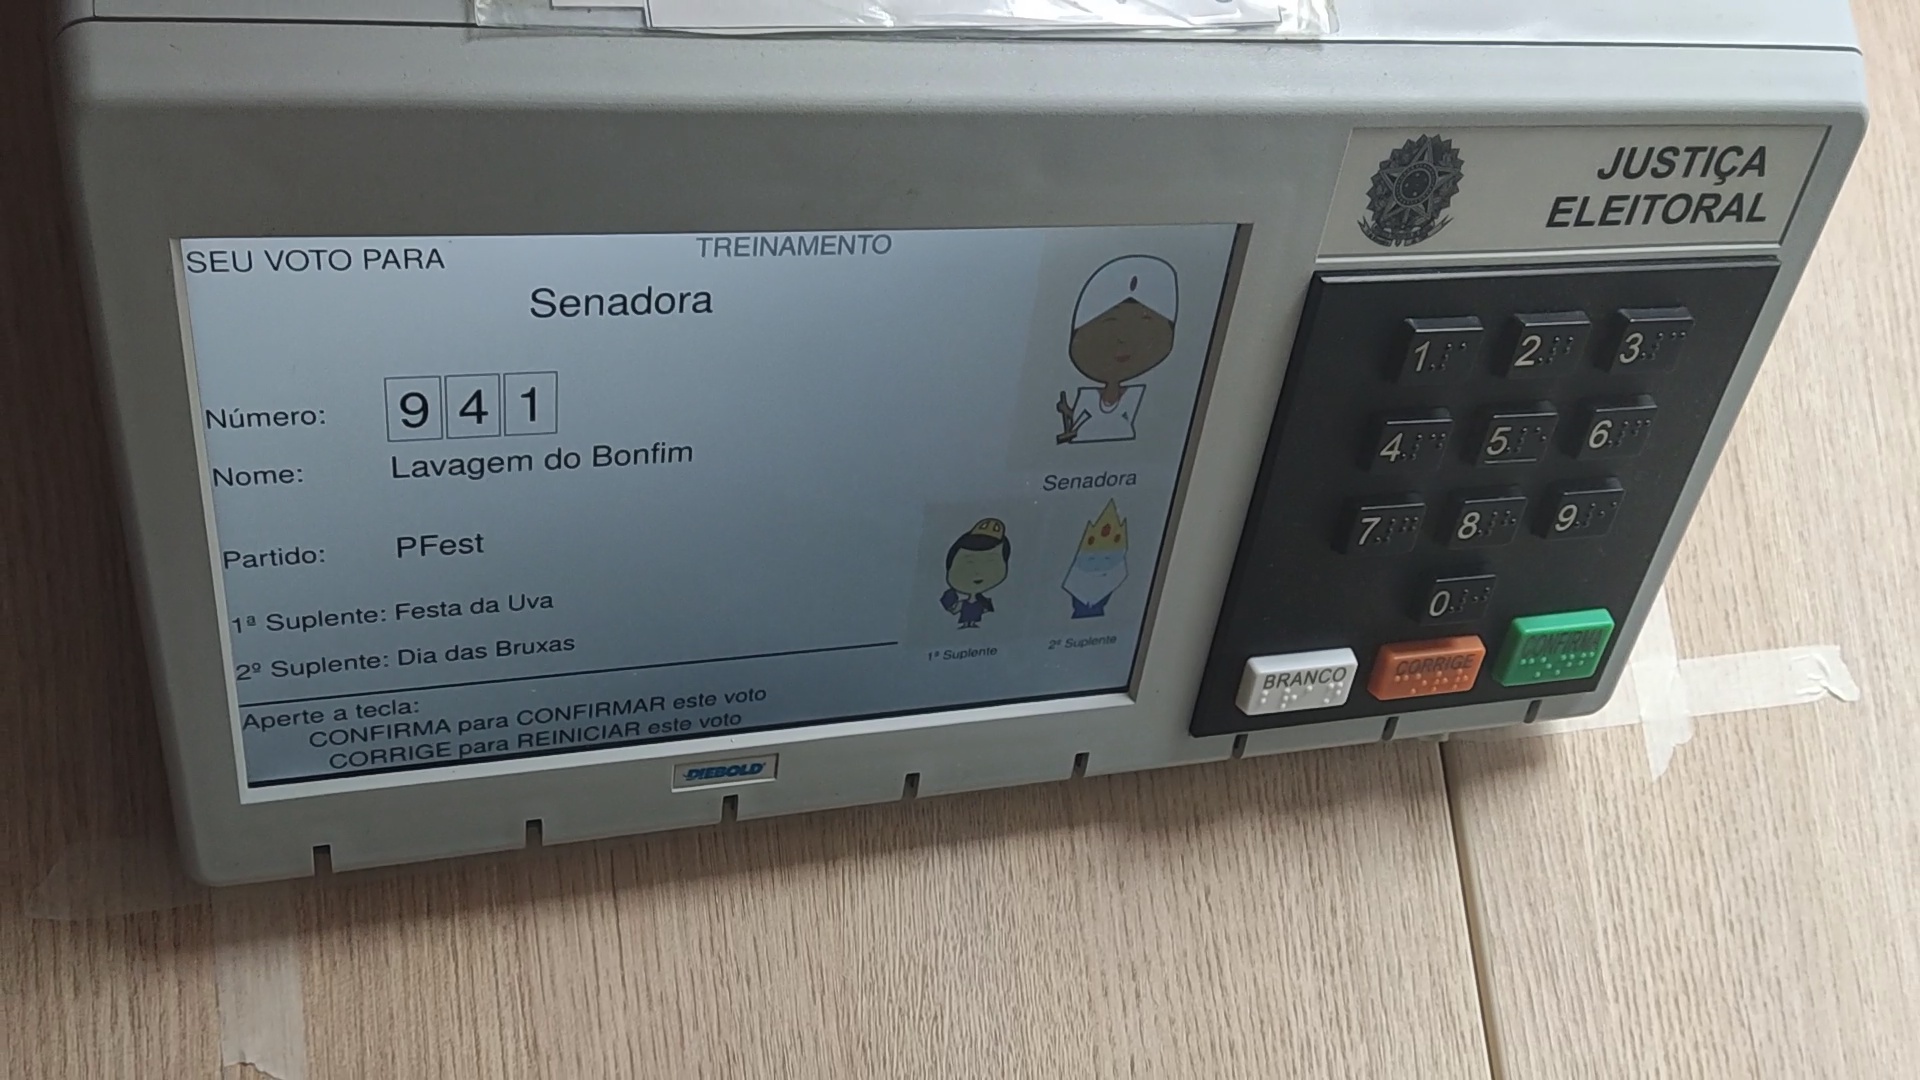 SEU VOTO PARA
TREINAMENTO
Senadora
Número: 9 4 1
Nome: Lavagem do Bonfim
Partido: PFest
1ª Suplente: Festa da Uva
2º Suplente: Dia das Bruxas
Senadora
1ª Suplente
2º Suplente
Aperte a tecla:
CONFIRMA para CONFIRMAR este voto
CORRIGE para REINICIAR este voto
DIEBOLD
JUSTIÇA
ELEITORAL
1 2 3
4 5 6
7 8 9
0
BRANCO CORRIGE CONFIRMA